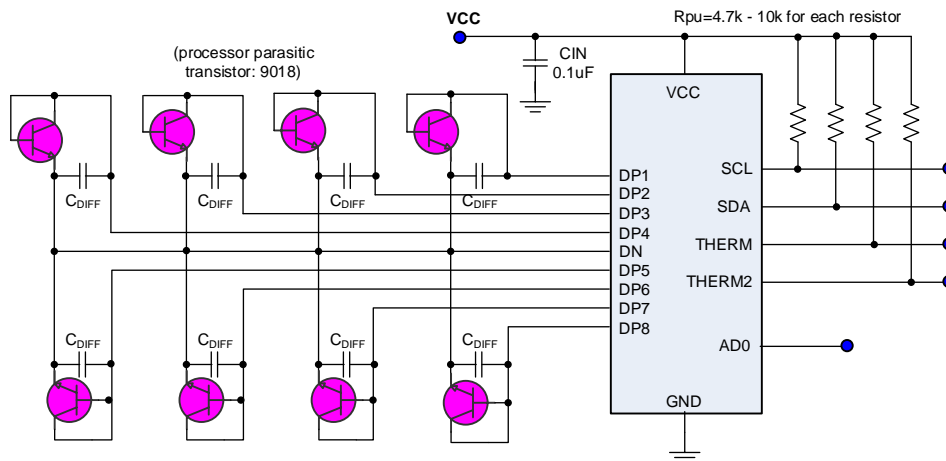 VCC
Rpu=4.7k - 10k for each resistor
(processor parasitic
transistor: 9018)
CIN
0.1uF
VCC
CDIFF
CDIFF
CDIFF
CDIFF
DP1
DP2
DP3
DP4
DN
DP5
DP6
DP7
DP8
SCL
SDA
THERM
THERM2
AD0
GND
CDIFF
CDIFF
CDIFF
CDIFF